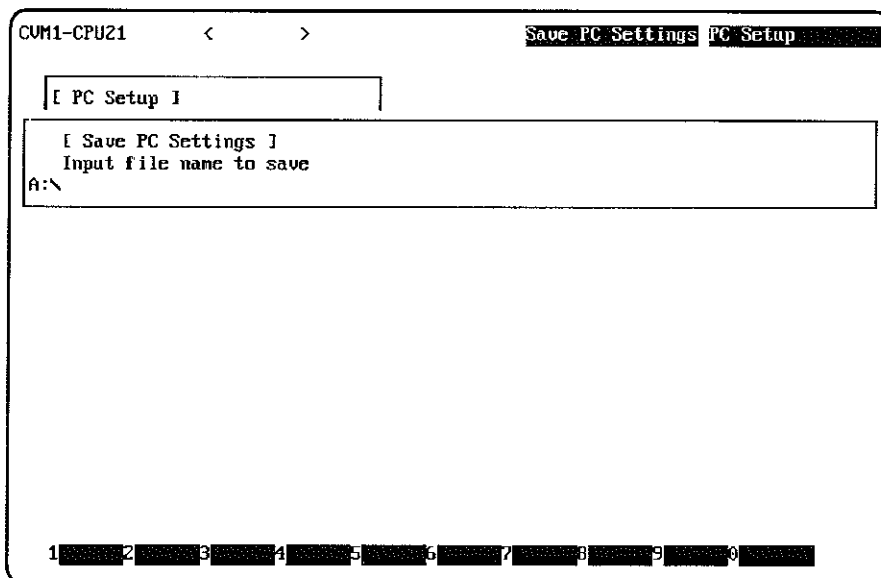 CVM1-CPU21 < > Save PC Settings PC Setup
[ PC Setup ]
[ Save PC Settings ]
Input file name to save
A:\
1 2 3 4 5 6 7 8 9 0